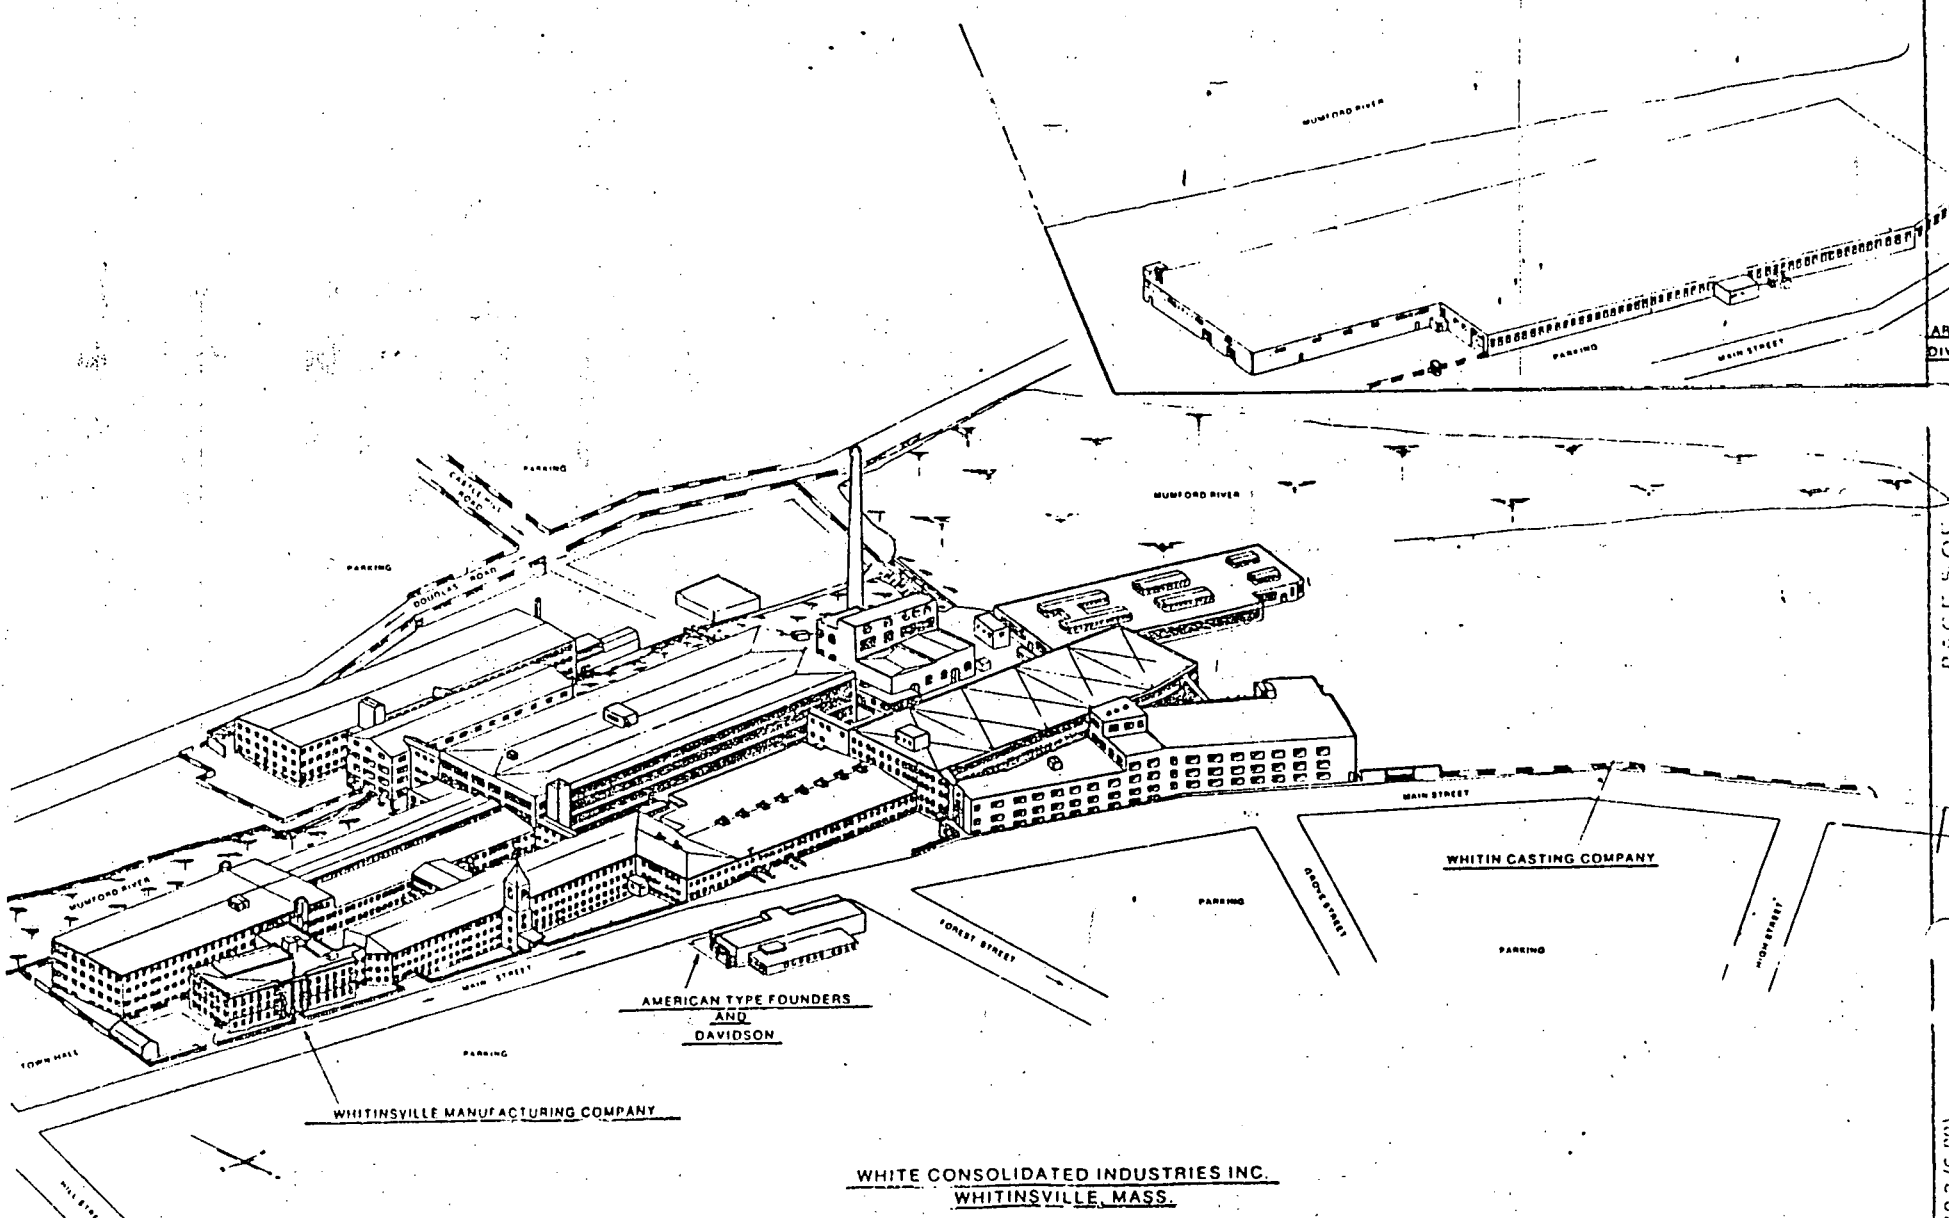 MUMFORD RIVER
PARKING
MAIN STREET
PARKING
CASTLE HILL
ROAD
MUMFORD RIVER
PARKING
DOUGLAS ROAD
MAIN STREET
WHITIN CASTING COMPANY
MUMFORD RIVER
PARKING
GROVE STREET
HIGH STREET
FOREST STREET
PARKING
MAIN STREET
AMERICAN TYPE FOUNDERS
AND
DAVIDSON
TOWN HALL
PARKING
WHITINSVILLE MANUFACTURING COMPANY
WHITE CONSOLIDATED INDUSTRIES INC.
WHITINSVILLE, MASS.